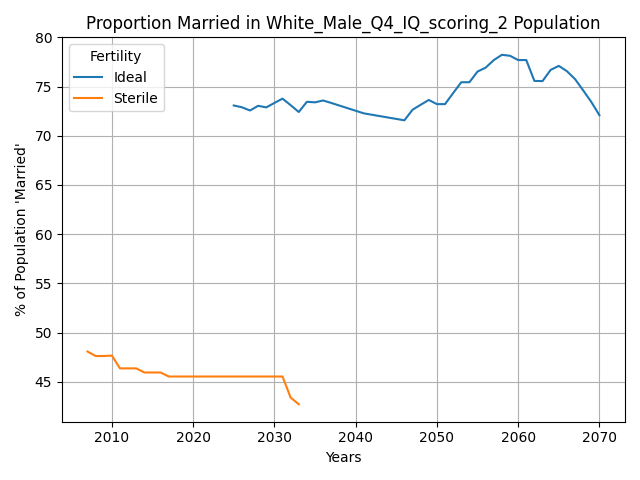 Proportion Married in White_Male_Q4_IQ_scoring_2 Population
Fertility
Ideal
Sterile
% of Population 'Married'
80
75
70
65
60
55
50
45
2010 2020 2030 2040 2050 2060 2070
Years